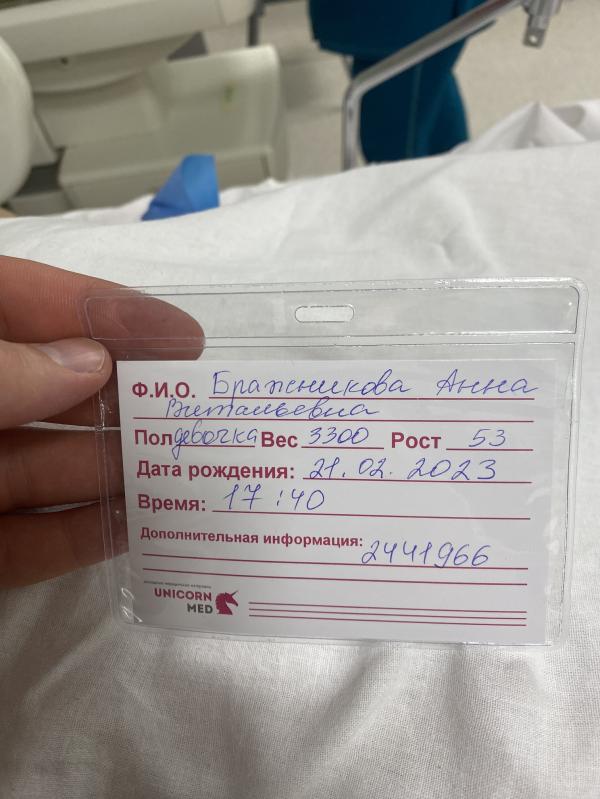 Ф.И.О. Бражникова Анна
Витальевна
Пол девочка Вес 3300 Рост 53
Дата рождения: 21.02.2023
Время: 17:40
Дополнительная информация:
2441966
UNICORN
MED